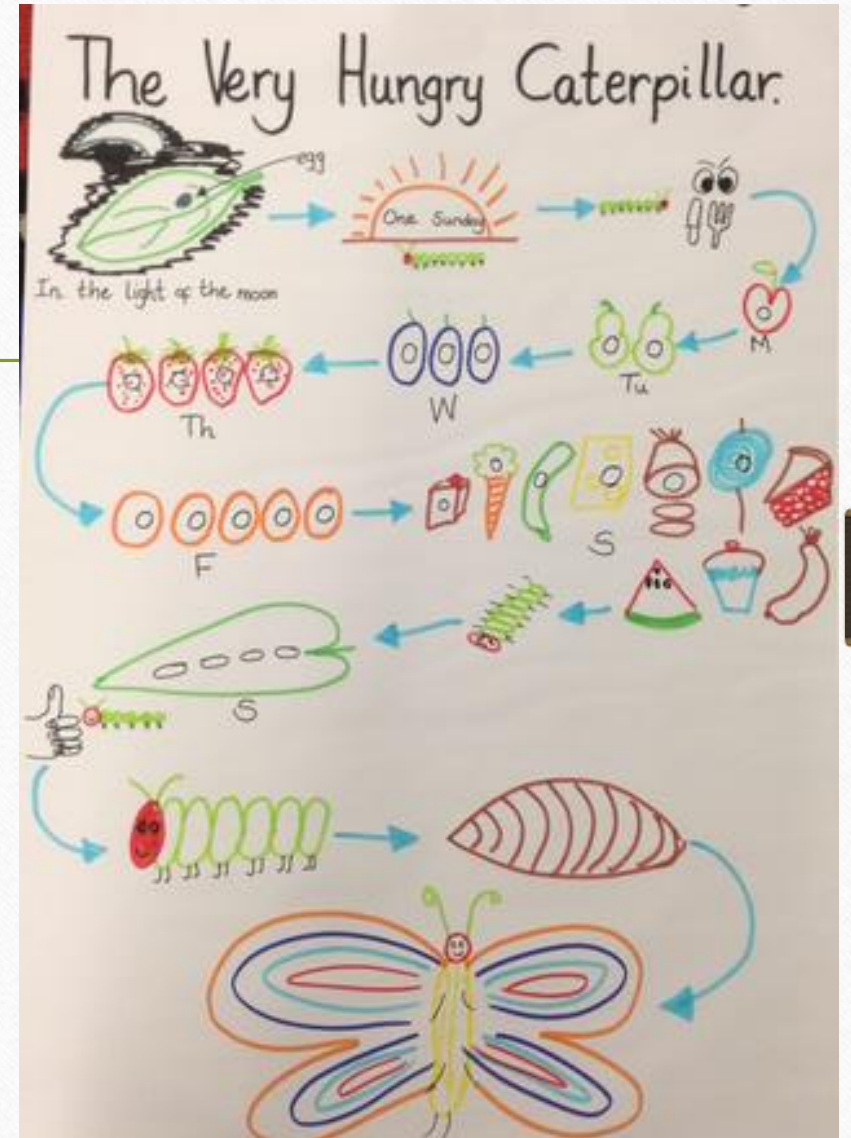 The Very Hungry Caterpillar.
egg
One Sunday
In the light of the moon
M
Tu
W
Th
F
S
S